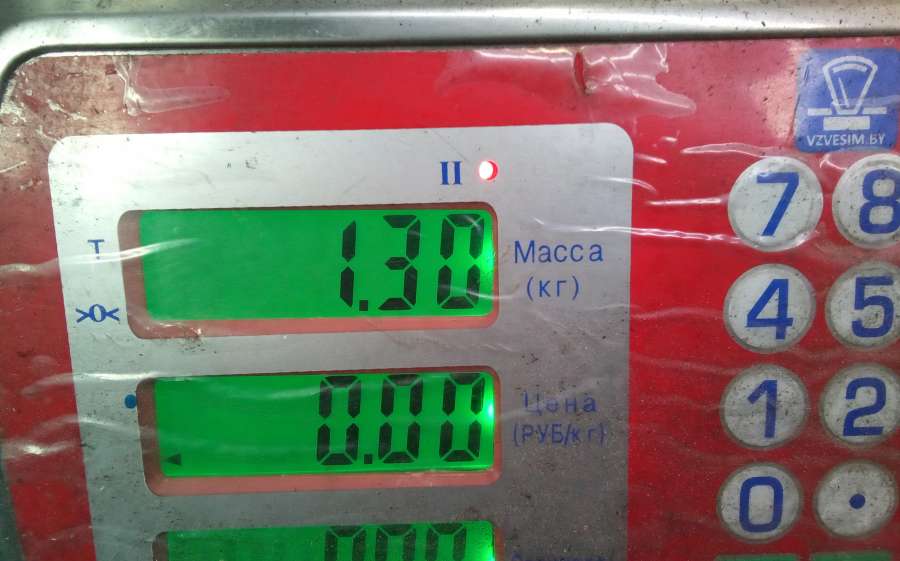 VZVESIM.BY
II
T
1.30
Масса
(кг)
>0<
0.00
Цена
(РУБ/кг)
7 8
4 5
1 2
0 .